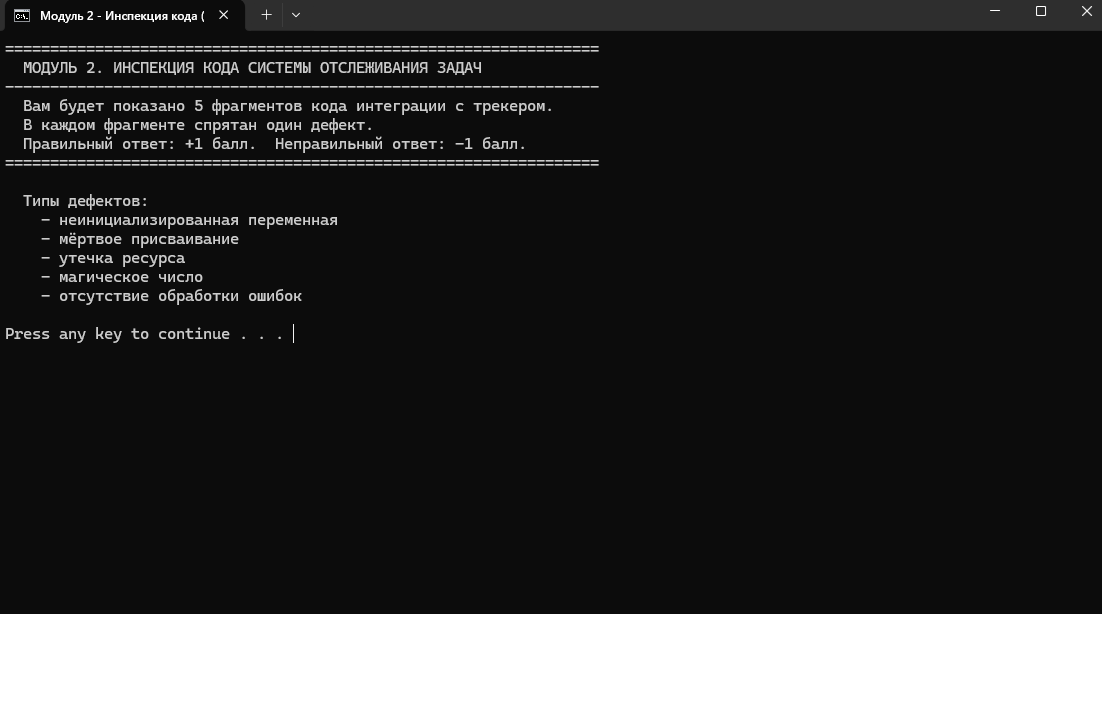 Модуль 2 - Инспекция кода (
==================================================================
МОДУЛЬ 2. ИНСПЕКЦИЯ КОДА СИСТЕМЫ ОТСЛЕЖИВАНИЯ ЗАДАЧ
------------------------------------------------------------------
Вам будет показано 5 фрагментов кода интеграции с трекером.
В каждом фрагменте спрятан один дефект.
Правильный ответ: +1 балл.  Неправильный ответ: -1 балл.
==================================================================
Типы дефектов:
- неинициализированная переменная
- мёртвое присваивание
- утечка ресурса
- магическое число
- отсутствие обработки ошибок
Press any key to continue . . .